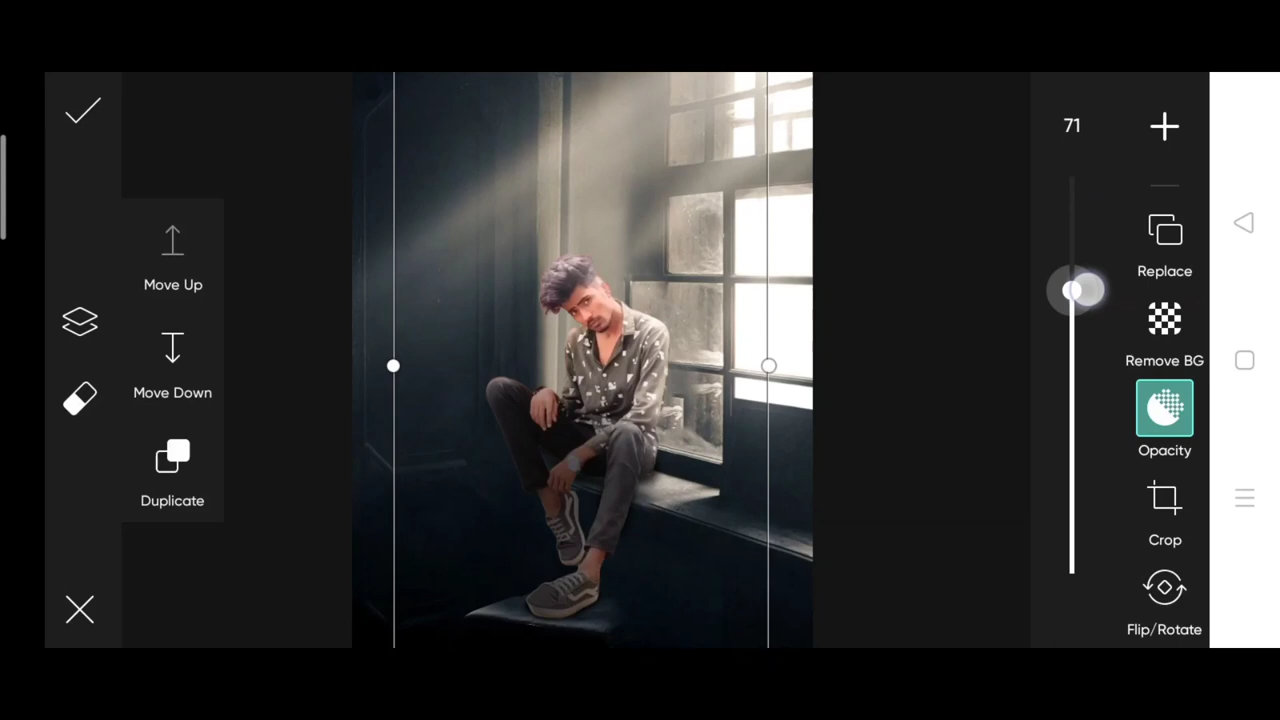 Move Up
Move Down
Duplicate
71
Replace
Remove BG
Opacity
Crop
Flip/Rotate